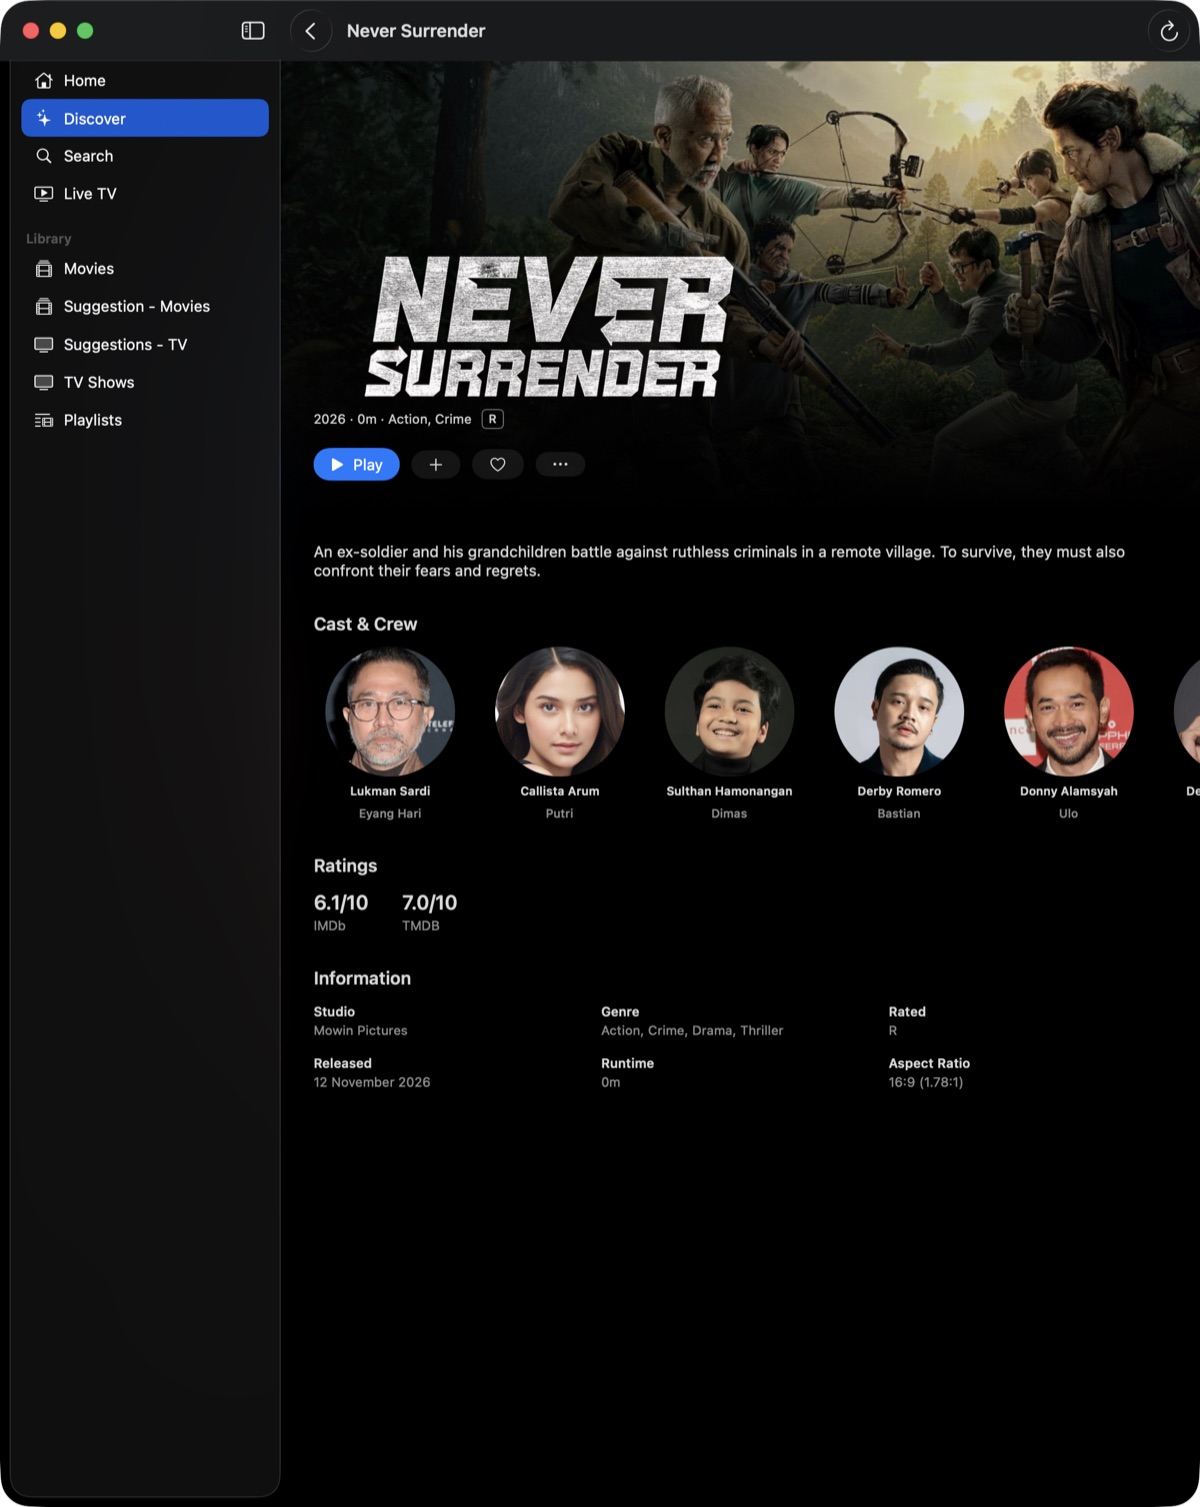 Never Surrender
Home
Discover
Search
Live TV
Library
Movies
Suggestion - Movies
Suggestions - TV
TV Shows
Playlists
NEVER
SURRENDER
2026 · 0m · Action, Crime R
Play
An ex-soldier and his grandchildren battle against ruthless criminals in a remote village. To survive, they must also
confront their fears and regrets.
Cast & Crew
Lukman Sardi
Eyang Hari
Callista Arum
Putri
Sulthan Hamonangan
Dimas
Derby Romero
Bastian
Donny Alamsyah
Ulo
De
Ratings
6.1/10
IMDb
7.0/10
TMDB
Information
Studio
Mowin Pictures
Genre
Action, Crime, Drama, Thriller
Rated
R
Released
12 November 2026
Runtime
0m
Aspect Ratio
16:9 (1.78:1)